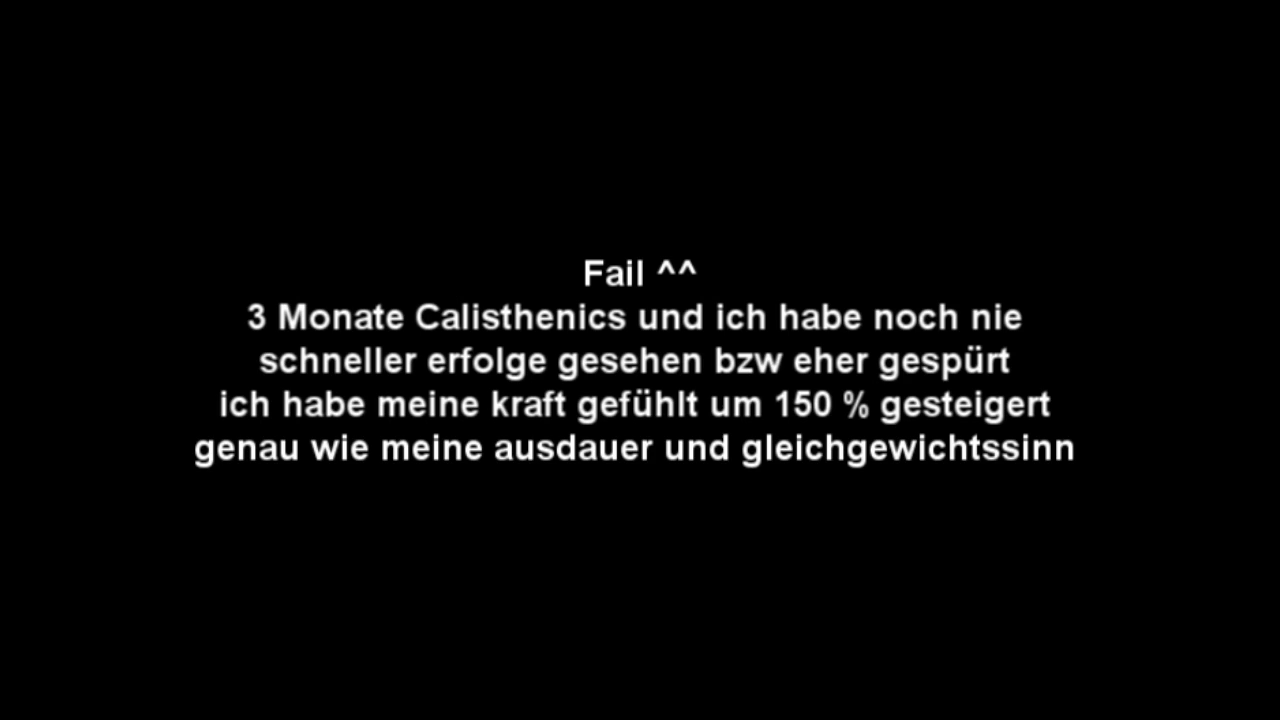 Fail ^^
3 Monate Calisthenics und ich habe noch nie
schneller erfolge gesehen bzw eher gespürt
ich habe meine kraft gefühlt um 150 % gesteigert
genau wie meine ausdauer und gleichgewichtssinn